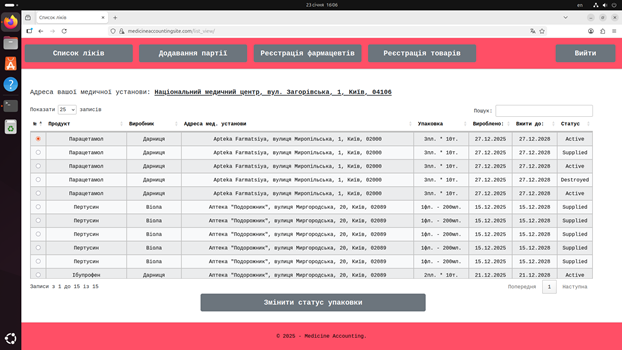 23 січня 16:06
en
Список ліків
medicineaccountingsite.com/list_view/
Список ліків Додавання партії Реєстрація фармацевтів Реєстрація товарів Вийти
Адреса вашої медичної установи: Національний медичний центр, вул. Загорівська, 1, Київ, 04106
Показати 25 записів Пошук:
№ Продукт Виробник Адреса мед. установи Упаковка Вироблено: Вжити до: Статус
Парацетамол Дарниця Apteka Farmatsiya, вулиця Миропільська, 1, Київ, 02000 3пл. * 10т. 27.12.2025 27.12.2028 Active
Парацетамол Дарниця Apteka Farmatsiya, вулиця Миропільська, 1, Київ, 02000 3пл. * 10т. 27.12.2025 27.12.2028 Supplied
Парацетамол Дарниця Apteka Farmatsiya, вулиця Миропільська, 1, Київ, 02000 3пл. * 10т. 27.12.2025 27.12.2028 Active
Парацетамол Дарниця Apteka Farmatsiya, вулиця Миропільська, 1, Київ, 02000 3пл. * 10т. 27.12.2025 27.12.2028 Destroyed
Парацетамол Дарниця Apteka Farmatsiya, вулиця Миропільська, 1, Київ, 02000 3пл. * 10т. 27.12.2025 27.12.2028 Active
Пертусин Віола Аптека "Подорожник", вулиця Миргородська, 20, Київ, 02089 1фл. - 200мл. 15.12.2025 15.12.2028 Supplied
Пертусин Віола Аптека "Подорожник", вулиця Миргородська, 20, Київ, 02089 1фл. - 200мл. 15.12.2025 15.12.2028 Supplied
Пертусин Віола Аптека "Подорожник", вулиця Миргородська, 20, Київ, 02089 1фл. - 200мл. 15.12.2025 15.12.2028 Supplied
Пертусин Віола Аптека "Подорожник", вулиця Миргородська, 20, Київ, 02089 1фл. - 200мл. 15.12.2025 15.12.2028 Supplied
Пертусин Віола Аптека "Подорожник", вулиця Миргородська, 20, Київ, 02089 1фл. - 200мл. 15.12.2025 15.12.2028 Supplied
Ібупрофен Дарниця Аптека "Подорожник", вулиця Миргородська, 20, Київ, 02089 2пл. * 10т. 21.12.2025 21.12.2028 Active
Записи з 1 до 15 із 15 Попередня 1 Наступна
Змінити статус упаковки
© 2025 - Medicine Accounting.